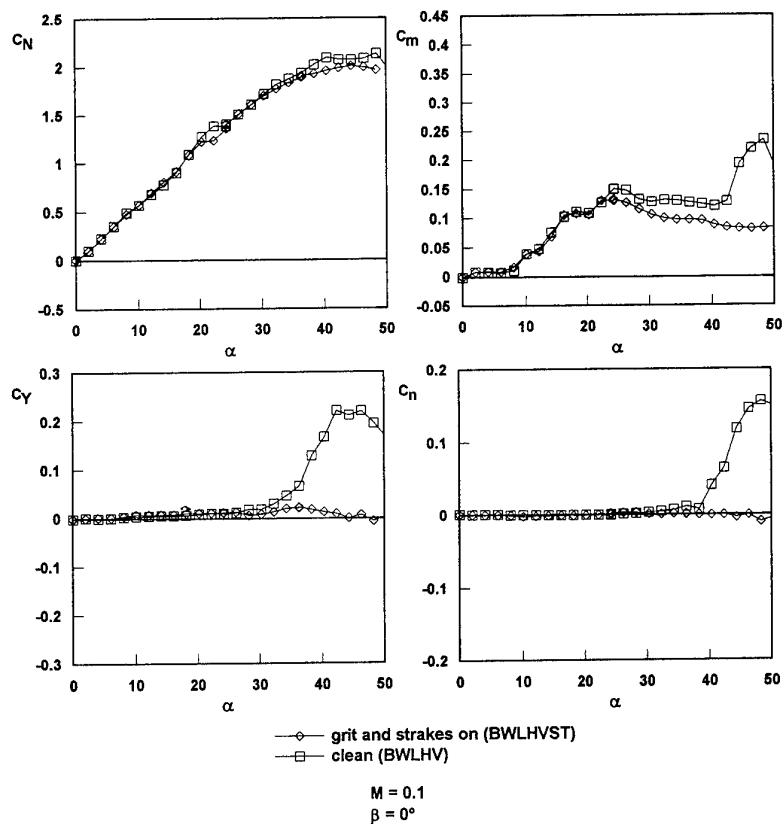 C_N
2.5
2
1.5
1
0.5
0
-0.5
0 10 20 30 40 50
α
C_m
0.45
0.40
0.35
0.30
0.25
0.20
0.15
0.10
0.05
0
-0.05
0 10 20 30 40 50
α
C_Y
0.3
0.2
0.1
0
-0.1
-0.2
-0.3
0 10 20 30 40 50
α
C_n
0.2
0.1
0
-0.1
-0.2
0 10 20 30 40 50
α
grit and strakes on (BWLHVST)
clean (BWLHV)
M = 0.1
β = 0°